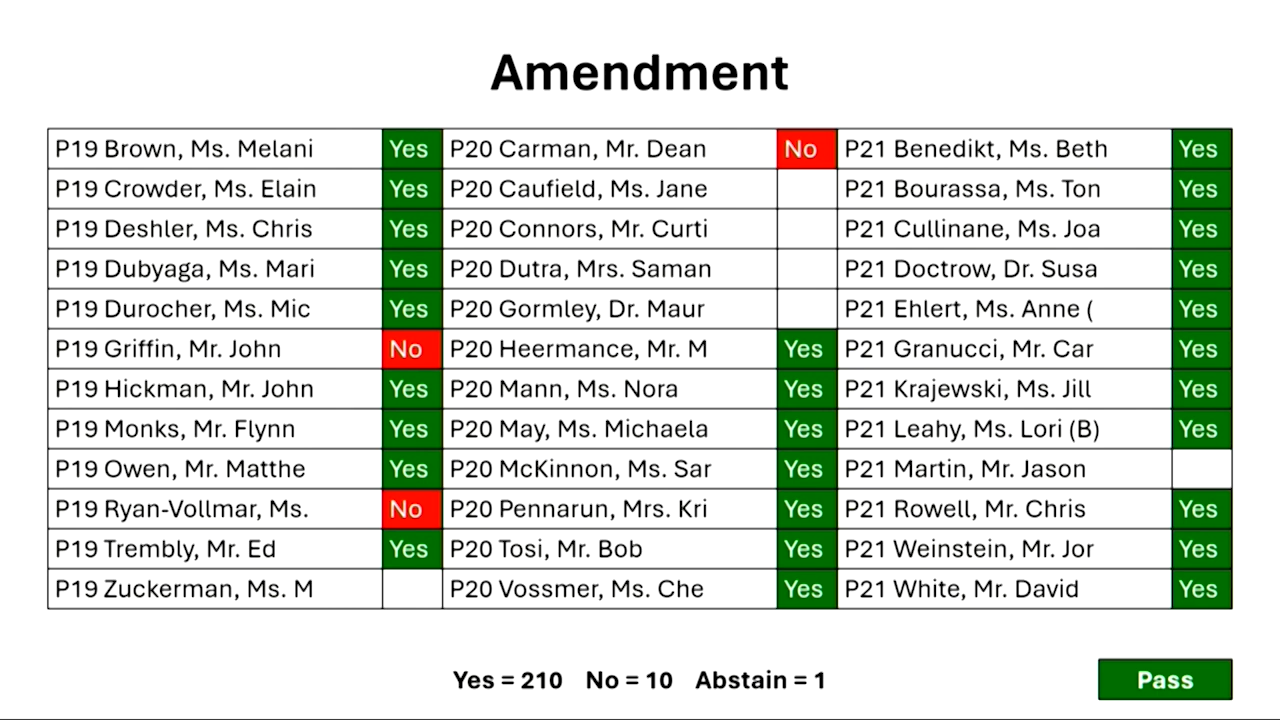 Amendment
P19 Brown, Ms. Melani Yes P20 Carman, Mr. Dean No P21 Benedikt, Ms. Beth Yes
P19 Crowder, Ms. Elain Yes P20 Caufield, Ms. Jane P21 Bourassa, Ms. Ton Yes
P19 Deshler, Ms. Chris Yes P20 Connors, Mr. Curti P21 Cullinane, Ms. Joa Yes
P19 Dubyaga, Ms. Mari Yes P20 Dutra, Mrs. Saman P21 Doctrow, Dr. Susa Yes
P19 Durocher, Ms. Mic Yes P20 Gormley, Dr. Maur P21 Ehlert, Ms. Anne ( Yes
P19 Griffin, Mr. John No P20 Heermance, Mr. M Yes P21 Granucci, Mr. Car Yes
P19 Hickman, Mr. John Yes P20 Mann, Ms. Nora Yes P21 Krajewski, Ms. Jill Yes
P19 Monks, Mr. Flynn Yes P20 May, Ms. Michaela Yes P21 Leahy, Ms. Lori (B) Yes
P19 Owen, Mr. Matthe Yes P20 McKinnon, Ms. Sar Yes P21 Martin, Mr. Jason
P19 Ryan-Vollmar, Ms. No P20 Pennarun, Mrs. Kri Yes P21 Rowell, Mr. Chris Yes
P19 Trembly, Mr. Ed Yes P20 Tosi, Mr. Bob Yes P21 Weinstein, Mr. Jor Yes
P19 Zuckerman, Ms. M P20 Vossmer, Ms. Che Yes P21 White, Mr. David Yes
Yes = 210 No = 10 Abstain = 1 Pass